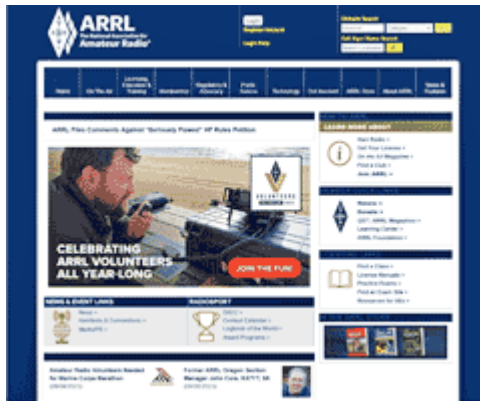 ARRL
The National Association for
Amateur Radio®
Login
Register Account
Login Help
Website Search
Call Sign/Name Search
Home
On The Air
Licensing,
Education &
Training
Membership
Regulatory &
Advocacy
Public
Service
Technology
Get Involved
ARRL Store
About ARRL
News &
Features
ARRL Files Comments Against "Seriously Flawed" HF Rules Petition
VOLUNTEERS
CELEBRATING
ARRL VOLUNTEERS
ALL YEAR-LONG
JOIN THE FUN!
LEARN MORE ABOUT
Ham Radio »
Get Your License »
On the Air Magazine »
Find a Club »
Join ARRL »
Renew »
Donate »
QST, ARRL Magazines »
Learning Center »
ARRL Foundation »
Find a Class »
License Manuals »
Practice Exams »
Find an Exam Site »
Resources for VEs »
NEWS & EVENT LINKS
News »
Hamfests & Conventions »
RADIOSPORT
DXCC »
Contest Calendar »
Logbook of the World »
Award Programs »
Amateur Radio Volunteers Needed
for Marine Corps Marathon
Former ARRL Oregon Section
Manager John Core, KX7YT, SK